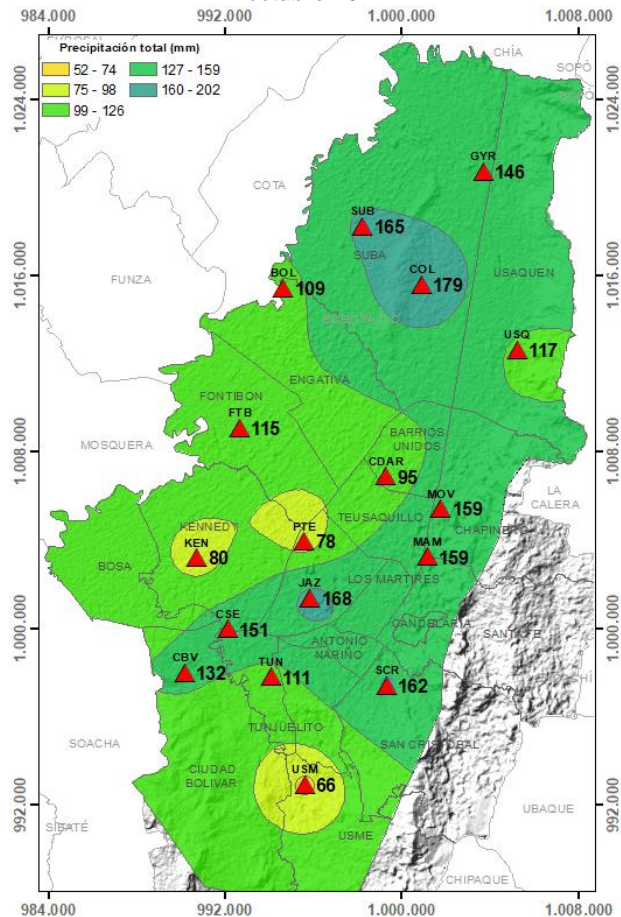 984.000 992.000 1.000.000 1.008.000
Precipitación total (mm)
52 - 74 127 - 159
75 - 98 160 - 202
99 - 126
CHÍA
SOPÓ
1.024.000 1.024.000
GYR
146
COTA
SUB
165
SUBA
COL
179
USAQUEN
BOL
109
1.016.000 1.016.000
FUNZA
USQ
117
ENGATIVA
FONTIBON
FTB
115
BARRIOS
UNIDOS
MOSQUERA
1.008.000 1.008.000
CDAR
95
LA
CALERA
MOV
159
TEUSAQUILLO
CHAPINERO
KENNEDY
PTE
78
KEN
80
MAM
159
BOSA
LOS MARTIRES
JAZ
168
CSE
151
CANDELARIA
SANTA FE
1.000.000 1.000.000
ANTONIO
NARIÑO
CBV
132
TUN
111
SCR
162
TUNJUELITO
SAN CRISTOBAL
SOACHA
CIUDAD
BOLIVAR
USM
66
992.000 992.000
UBAQUE
SIBATÉ
USME
CHIPAQUE
984.000 992.000 1.000.000 1.008.000